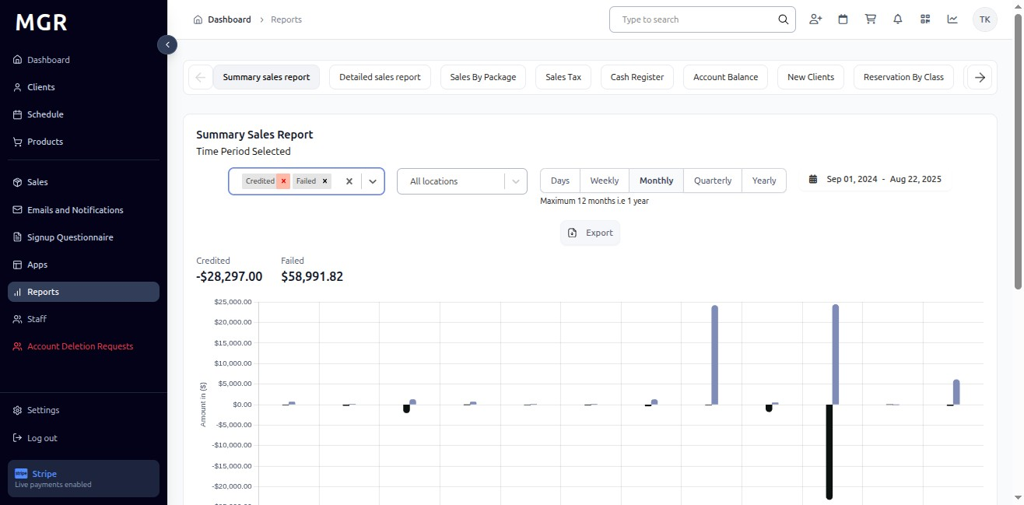 MGR
Dashboard
Clients
Schedule
Products
Sales
Emails and Notifications
Signup Questionnaire
Apps
Reports
Staff
Account Deletion Requests
Settings
Log out
Stripe
Live payments enabled
Dashboard > Reports
Type to search
TK
Summary sales report
Detailed sales report
Sales By Package
Sales Tax
Cash Register
Account Balance
New Clients
Reservation By Class
Summary Sales Report
Time Period Selected
Credited × Failed ×
All locations
Days Weekly Monthly Quarterly Yearly
Sep 01, 2024 - Aug 22, 2025
Maximum 12 months i.e 1 year
Export
Credited Failed
-$28,297.00 $58,991.82
Amount in ($)
$25,000.00
$20,000.00
$15,000.00
$10,000.00
$5,000.00
$0.00
-$5,000.00
-$10,000.00
-$15,000.00
-$20,000.00